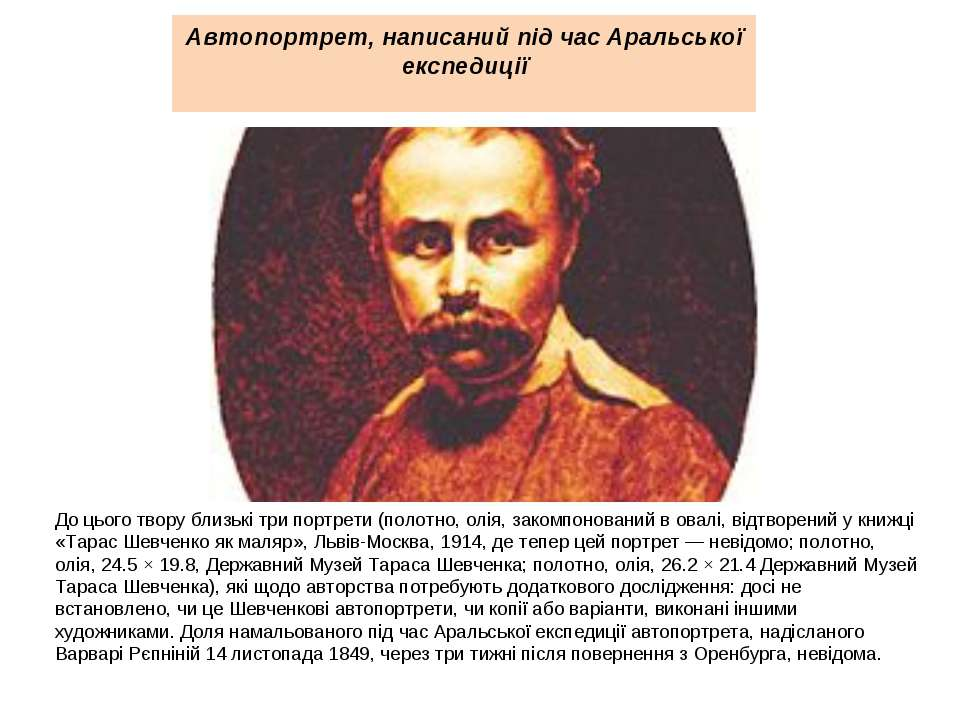 Автопортрет, написаний під час Аральської
експедиції
До цього твору близькі три портрети (полотно, олія, закомпонований в овалі, відтворений у книжці
«Тарас Шевченко як маляр», Львів-Москва, 1914, де тепер цей портрет — невідомо; полотно,
олія, 24.5 × 19.8, Державний Музей Тараса Шевченка; полотно, олія, 26.2 × 21.4 Державний Музей
Тараса Шевченка), які щодо авторства потребують додаткового дослідження: досі не
встановлено, чи це Шевченкові автопортрети, чи копії або варіанти, виконані іншими
художниками. Доля намальованого під час Аральської експедиції автопортрета, надісланого
Варварі Рєпніній 14 листопада 1849, через три тижні після повернення з Оренбурга, невідома.